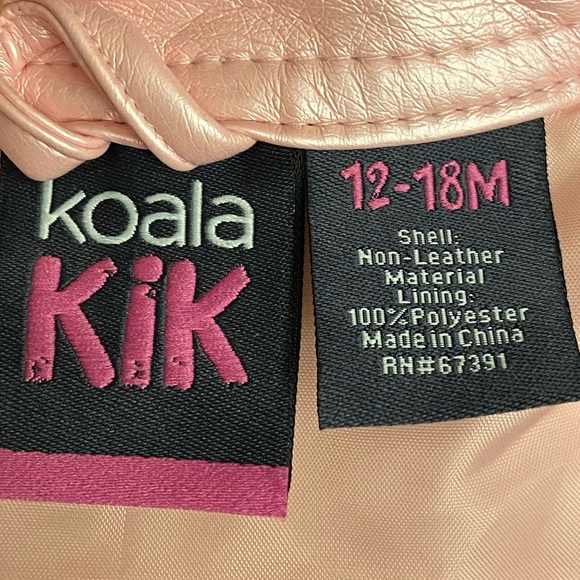 koala
KiK
12-18M
Shell:
Non-Leather
Material
Lining:
100% Polyester
Made in China
RN#67391